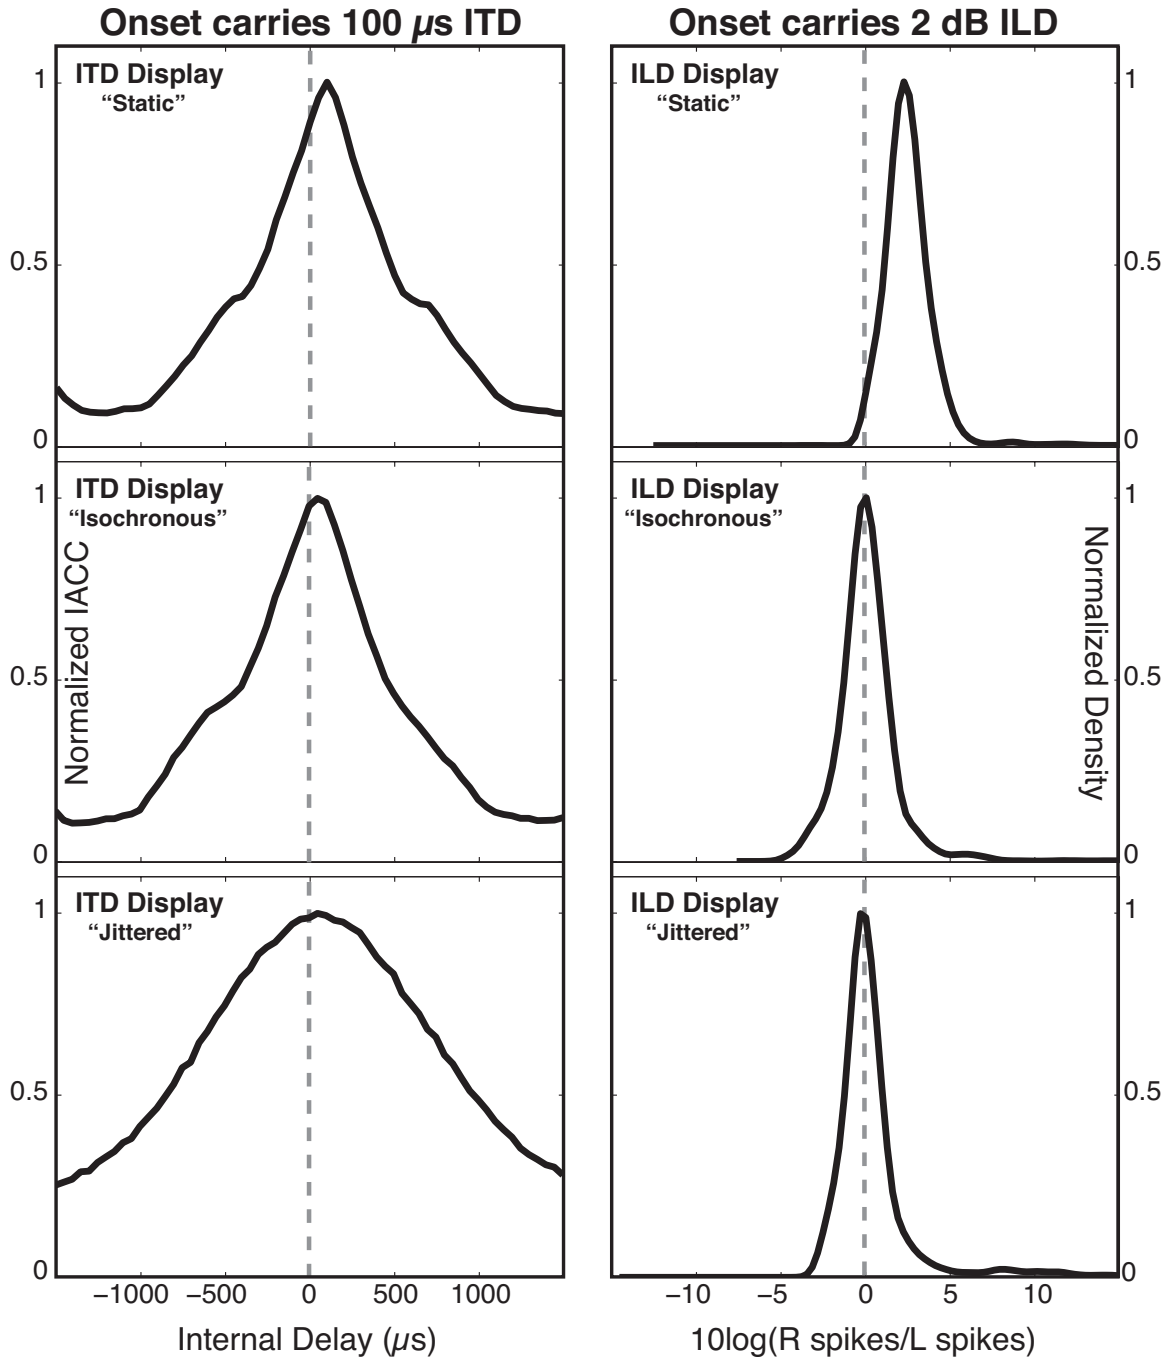 Onset carries 100 µs ITD
Onset carries 2 dB ILD
ITD Display
“Static”
1
0.5
0
ILD Display
“Static”
1
0.5
0
ITD Display
“Isochronous”
1
0.5
0
Normalized IACC
ILD Display
“Isochronous”
1
0.5
0
Normalized Density
ITD Display
“Jittered”
1
0.5
0
−1000 −500 0 500 1000
Internal Delay (µs)
ILD Display
“Jittered”
1
0.5
0
−10 −5 0 5 10
10log(R spikes/L spikes)